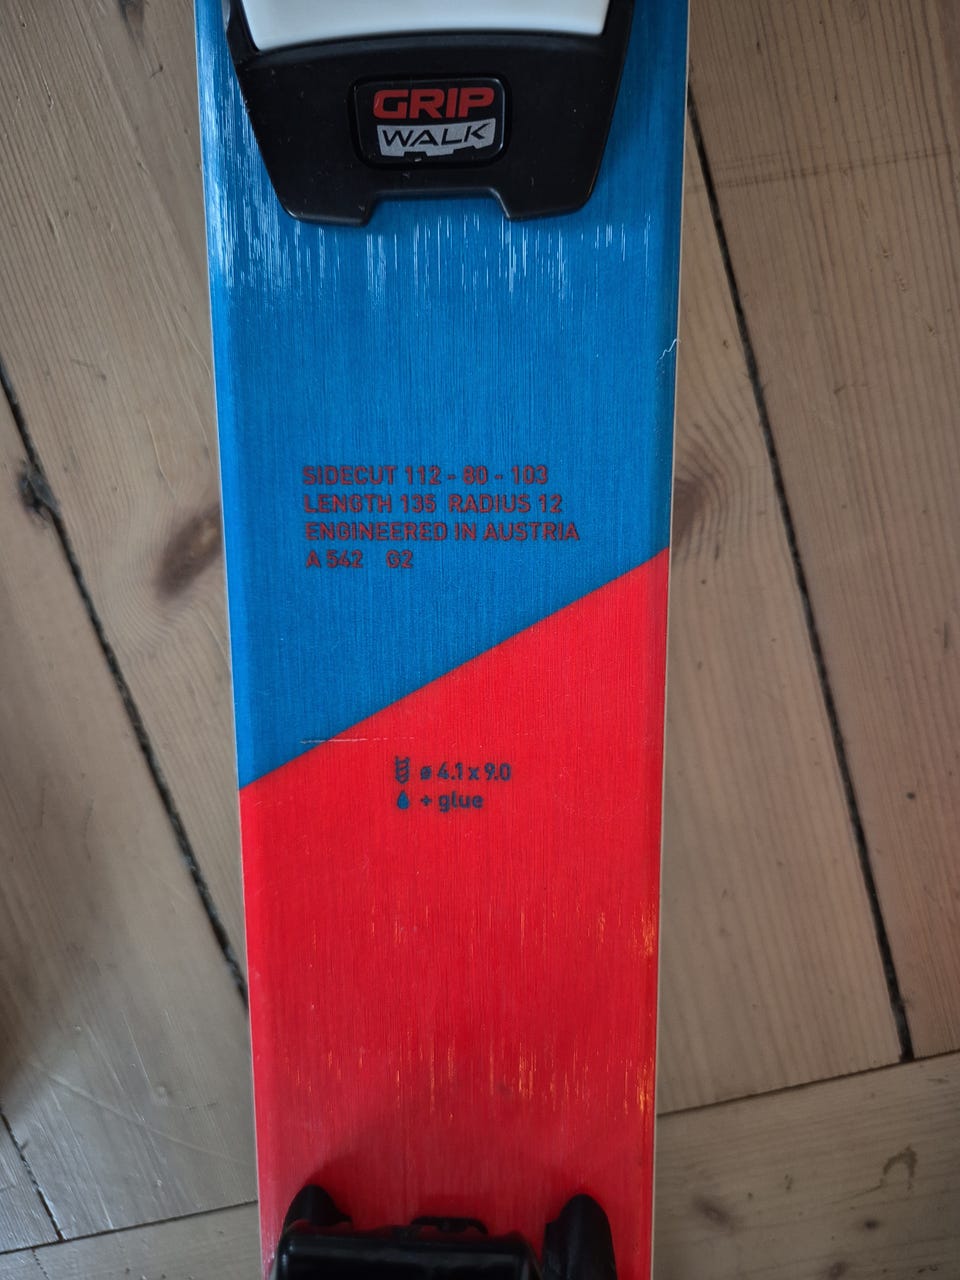 GRIP
WALK
SIDECUT 112 - 80 - 103
LENGTH 135 RADIUS 12
ENGINEERED IN AUSTRIA
A 542 G2
ø 4.1 x 9.0
+ glue